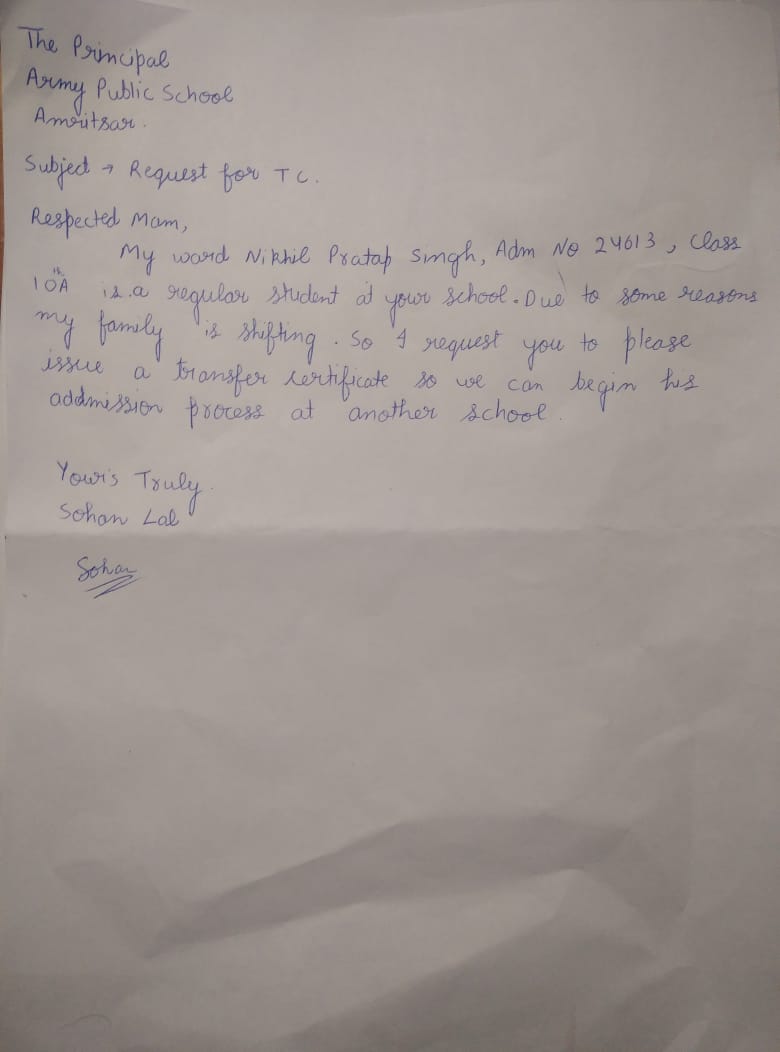 The Principal
Army Public School
Amritsar.
Subjed → Request for TC.
Respected Mam,
My ward Nikhil Pratap Singh, Adm No 24613, Class
10th A is a regular student at your school. Due to some reasons
my family is shifting. So I request you to please
issue a transfer certificate so we can begin his
addmission process at another school.
Your's Truly.
Sohan Lal
Sohan